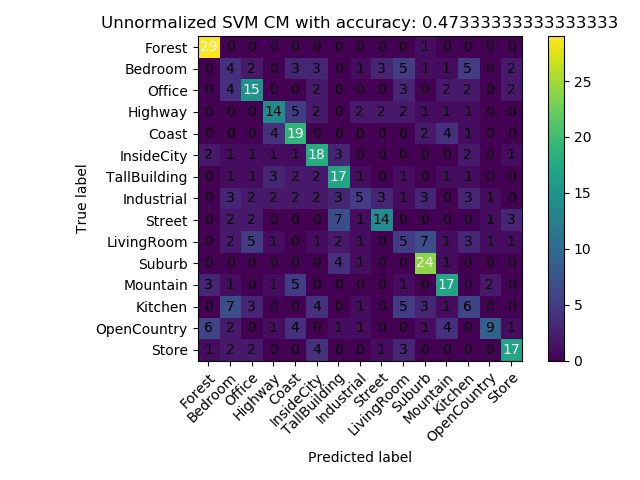 Unnormalized SVM CM with accuracy: 0.47333333333333333
Forest 29 0 0 0 0 0 0 0 0 0 1 0 0 0 0
Bedroom 0 4 2 0 3 3 0 1 3 5 1 1 5 0 2
Office 0 4 15 0 0 2 0 0 0 3 0 2 2 0 2
Highway 0 0 0 14 5 2 0 2 2 2 1 1 1 0 0
Coast 0 0 0 4 19 0 0 0 0 0 2 4 1 0 0
InsideCity 2 1 1 1 1 18 3 0 0 0 0 0 2 0 1
TallBuilding 0 1 1 3 2 2 17 1 0 1 0 1 1 0 0
Industrial 0 3 2 2 2 2 3 5 3 1 3 0 3 1 0
Street 0 2 2 0 0 0 7 1 14 0 0 0 0 1 3
LivingRoom 0 2 5 1 0 1 2 1 0 5 7 1 3 1 1
Suburb 0 0 0 0 0 0 4 1 0 0 24 1 0 0 0
Mountain 3 1 0 1 5 0 0 0 0 1 0 17 0 2 0
Kitchen 0 7 3 0 0 4 0 1 0 5 3 1 6 0 0
OpenCountry 6 2 0 1 4 0 1 1 0 0 1 4 0 9 1
Store 1 2 2 0 0 4 0 0 1 3 0 0 0 0 17
True label
Forest
Bedroom
Office
Highway
Coast
InsideCity
TallBuilding
Industrial
Street
LivingRoom
Suburb
Mountain
Kitchen
OpenCountry
Store
Predicted label
25
20
15
10
5
0